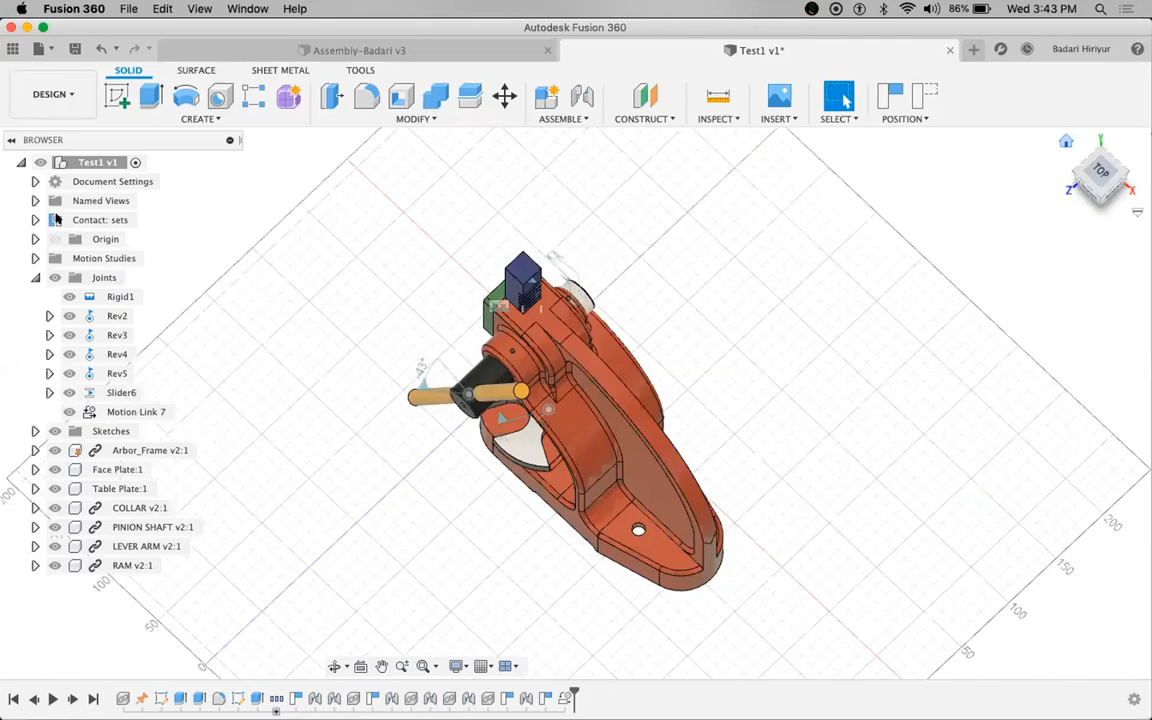 Fusion 360 File Edit View Window Help 86% Wed 3:43 PM
Autodesk Fusion 360
Assembly-Badari v3 Test1 v1* Badari Hiriyur
SOLID SURFACE SHEET METAL TOOLS
DESIGN
CREATE MODIFY ASSEMBLE CONSTRUCT INSPECT INSERT SELECT POSITION
BROWSER
Test1 v1
Document Settings
Named Views
Contact: sets
Origin
Motion Studies
Joints
Rigid1
Rev2
Rev3
Rev4
Rev5
Slider6
Motion Link 7
Sketches
Arbor_Frame v2:1
Face Plate:1
Table Plate:1
COLLAR v2:1
PINION SHAFT v2:1
LEVER ARM v2:1
RAM v2:1
TOP
Y
Z
X
-43°
200
100
50
0
200
150
100
50